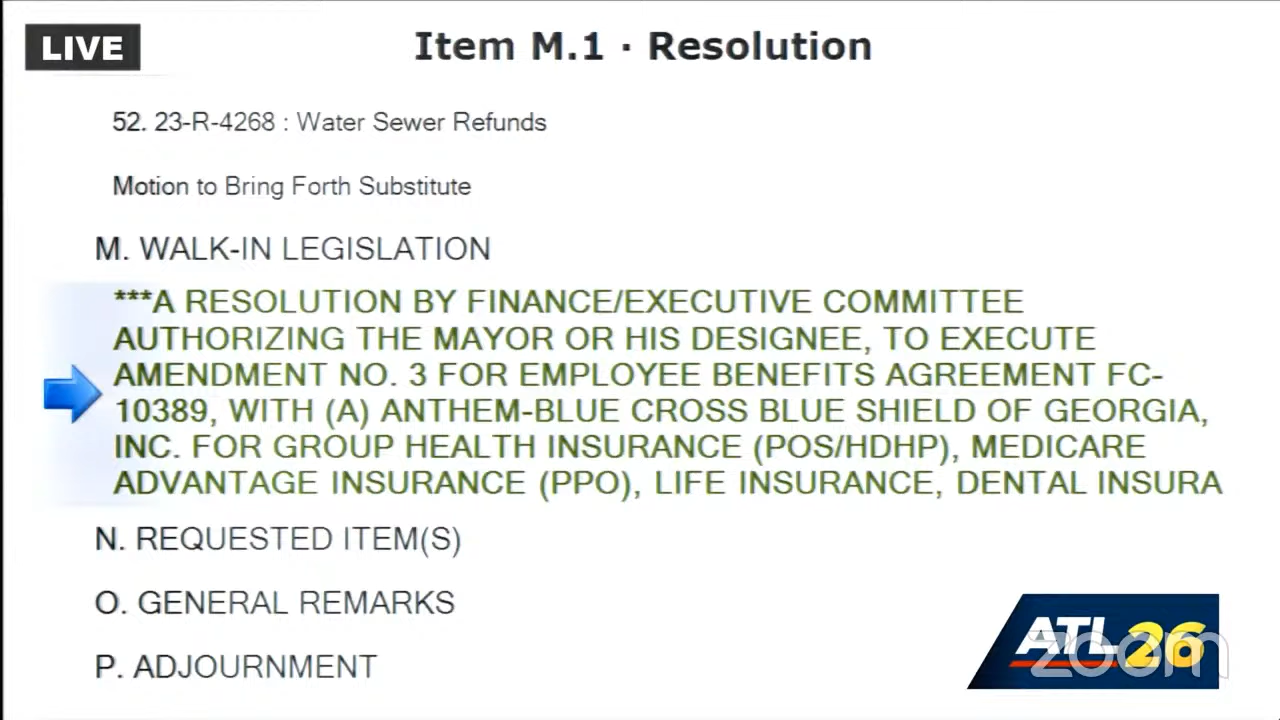 LIVE
Item M.1 · Resolution
52. 23-R-4268 : Water Sewer Refunds
Motion to Bring Forth Substitute
M. WALK-IN LEGISLATION
***A RESOLUTION BY FINANCE/EXECUTIVE COMMITTEE
AUTHORIZING THE MAYOR OR HIS DESIGNEE, TO EXECUTE
AMENDMENT NO. 3 FOR EMPLOYEE BENEFITS AGREEMENT FC-
10389, WITH (A) ANTHEM-BLUE CROSS BLUE SHIELD OF GEORGIA,
INC. FOR GROUP HEALTH INSURANCE (POS/HDHP), MEDICARE
ADVANTAGE INSURANCE (PPO), LIFE INSURANCE, DENTAL INSURA
N. REQUESTED ITEM(S)
O. GENERAL REMARKS
P. ADJOURNMENT
ATL 26
zoom